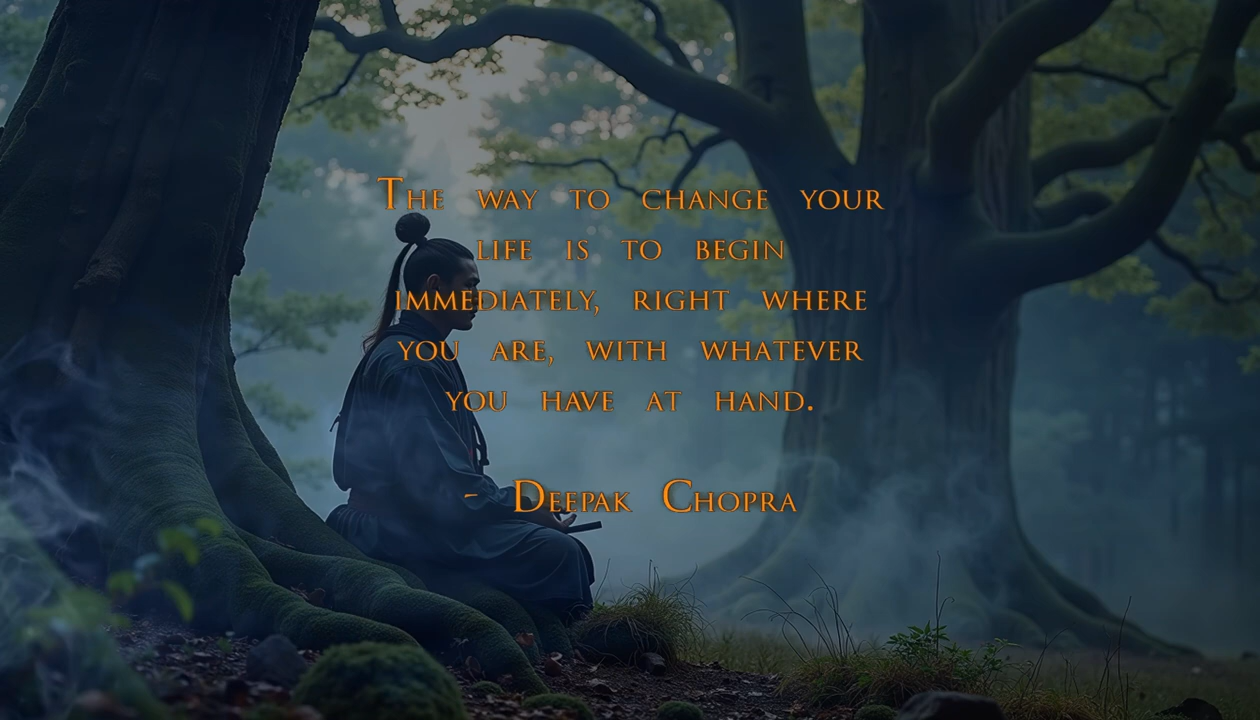 The way to change your
life is to begin
immediately, right where
you are, with whatever
you have at hand.
- Deepak Chopra